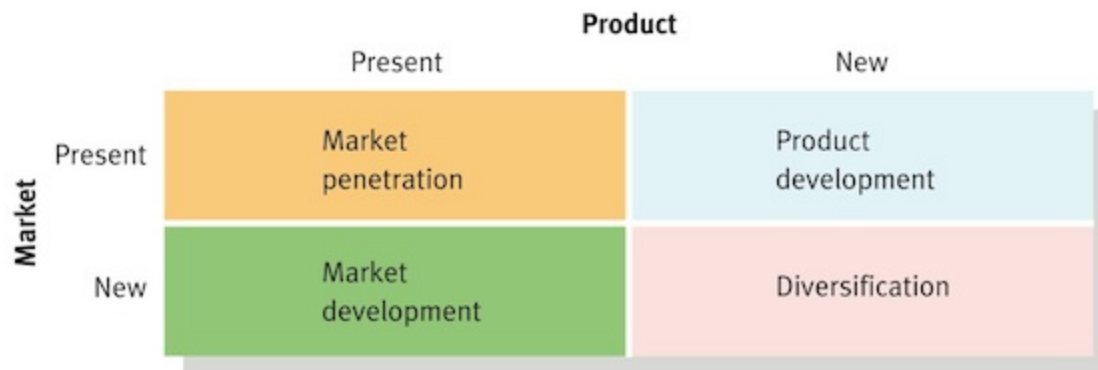 Product
Present New
Present
Market
penetration
Product
development
Market
New
Market
development
Diversification